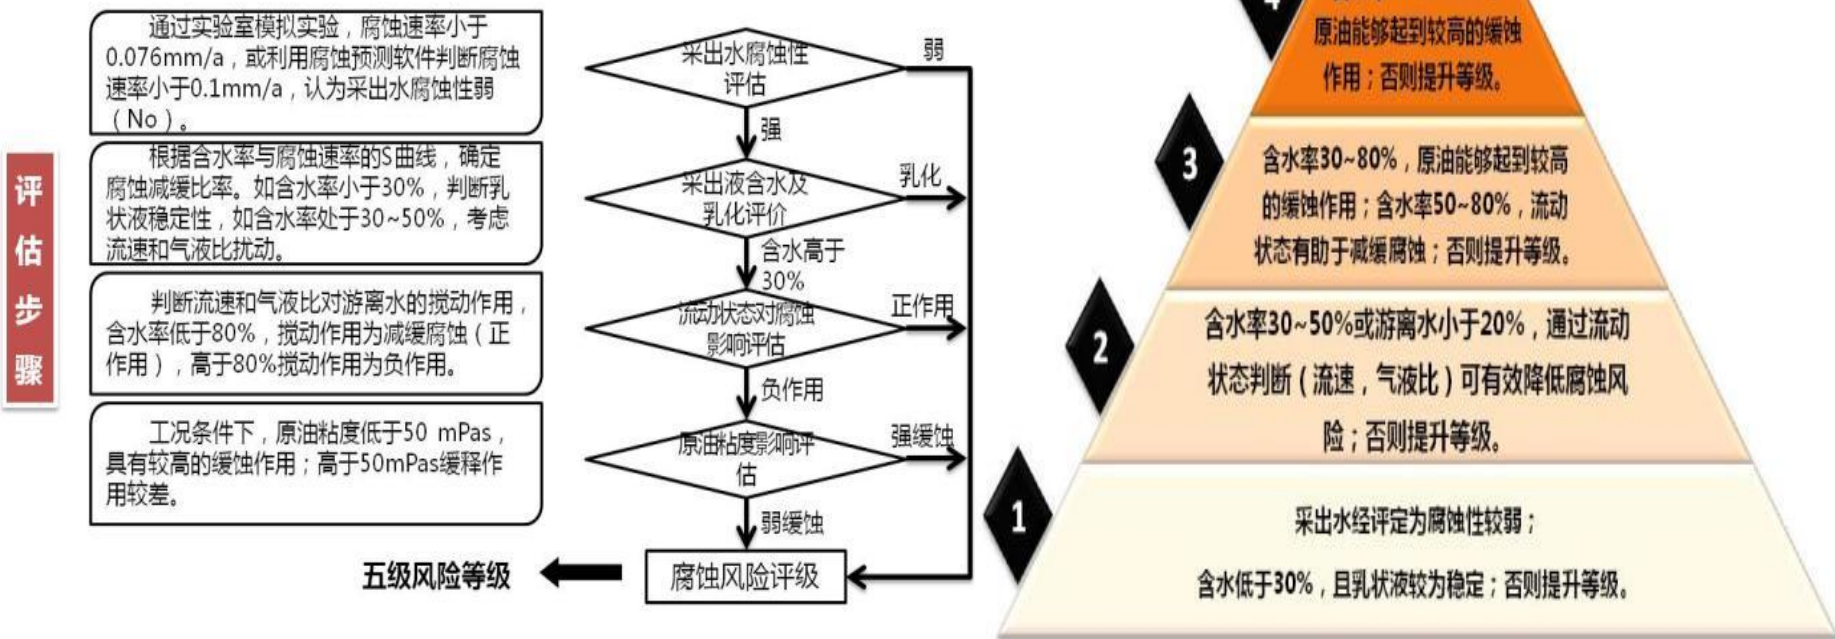 评
估
步
骤
通过实验室模拟实验，腐蚀速率小于
0.076mm/a，或利用腐蚀预测软件判断腐蚀
速率小于0.1mm/a，认为采出水腐蚀性弱
（No）。
根据含水率与腐蚀速率的S曲线，确定
腐蚀减缓比率。如含水率小于30%，判断乳
状液稳定性，如含水率处于30~50%，考虑
流速和气液比扰动。
判断流速和气液比对游离水的搅动作用，
含水率低于80%，搅动作用为减缓腐蚀（正
作用），高于80%搅动作用为负作用。
工况条件下，原油粘度低于50 mPas，
具有较高的缓蚀作用；高于50mPas缓释作
用较差。
采出水腐蚀性
评估
弱
强
采出液含水及
乳化评价
乳化
含水高于
30%
流动状态对腐蚀
影响评估
正作用
负作用
原油粘度影响评
估
强缓蚀
弱缓蚀
腐蚀风险评级
五级风险等级
4
原油能够起到较高的缓蚀
作用；否则提升等级。
3
含水率30~80%，原油能够起到较高
的缓蚀作用；含水率50~80%，流动
状态有助于减缓腐蚀；否则提升等级。
2
含水率30~50%或游离水小于20%，通过流动
状态判断（流速，气液比）可有效降低腐蚀风
险；否则提升等级。
1
采出水经评定为腐蚀性较弱；
含水低于30%，且乳状液较为稳定；否则提升等级。